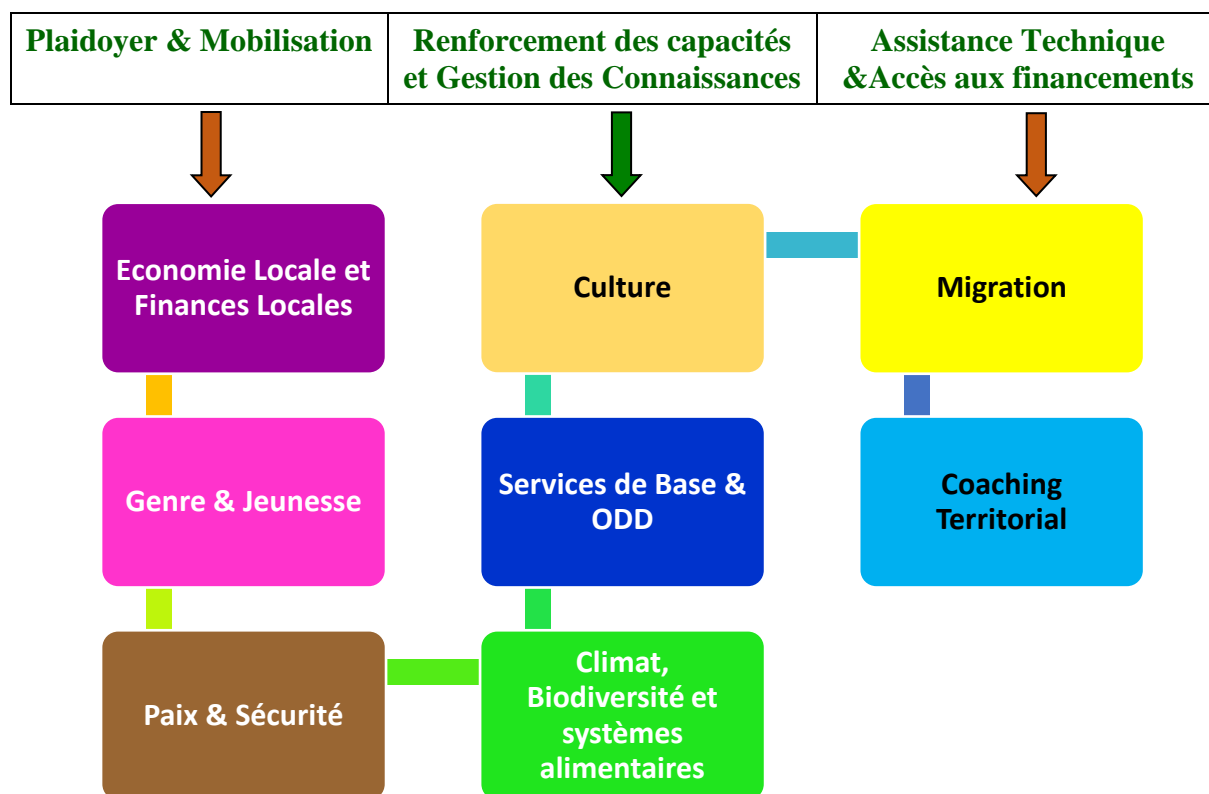 Plaidoyer & Mobilisation
Renforcement des capacités
et Gestion des Connaissances
Assistance Technique
&Accès aux financements
Economie Locale et
Finances Locales
Culture
Migration
Genre & Jeunesse
Services de Base &
ODD
Coaching
Territorial
Paix & Sécurité
Climat,
Biodiversité et
systèmes
alimentaires